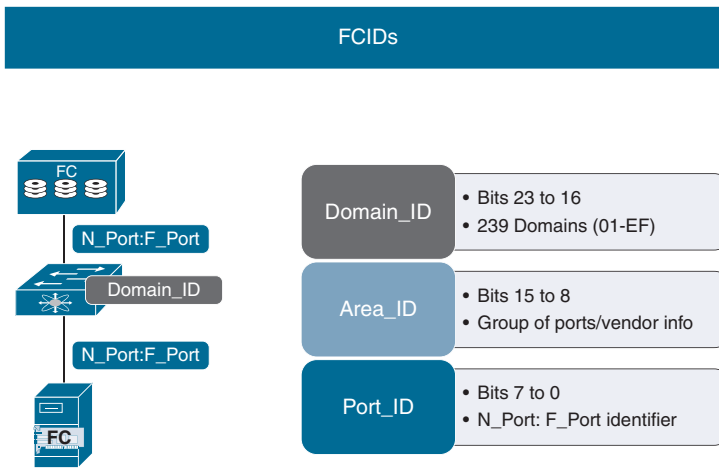 FCIDs
FC
N_Port:F_Port
Domain_ID
N_Port:F_Port
FC
Domain_ID
• Bits 23 to 16
• 239 Domains (01-EF)
Area_ID
• Bits 15 to 8
• Group of ports/vendor info
Port_ID
• Bits 7 to 0
• N_Port: F_Port identifier